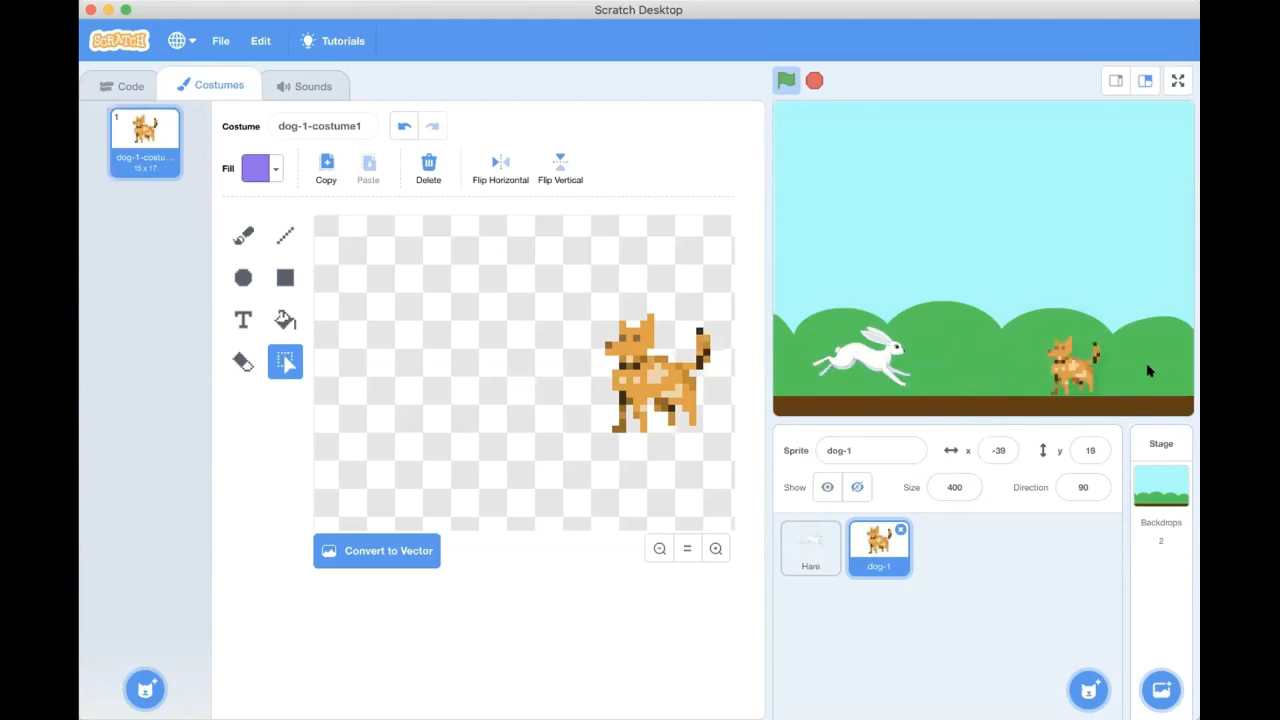 Scratch Desktop
SCRATCH
File
Edit
Tutorials
Code
Costumes
Sounds
1
dog-1-costu...
15 x 17
Costume
dog-1-costume1
Fill
Copy
Paste
Delete
Flip Horizontal
Flip Vertical
T
Convert to Vector
Sprite
dog-1
x
-39
y
19
Show
Size
400
Direction
90
Hare
dog-1
Stage
Backdrops
2